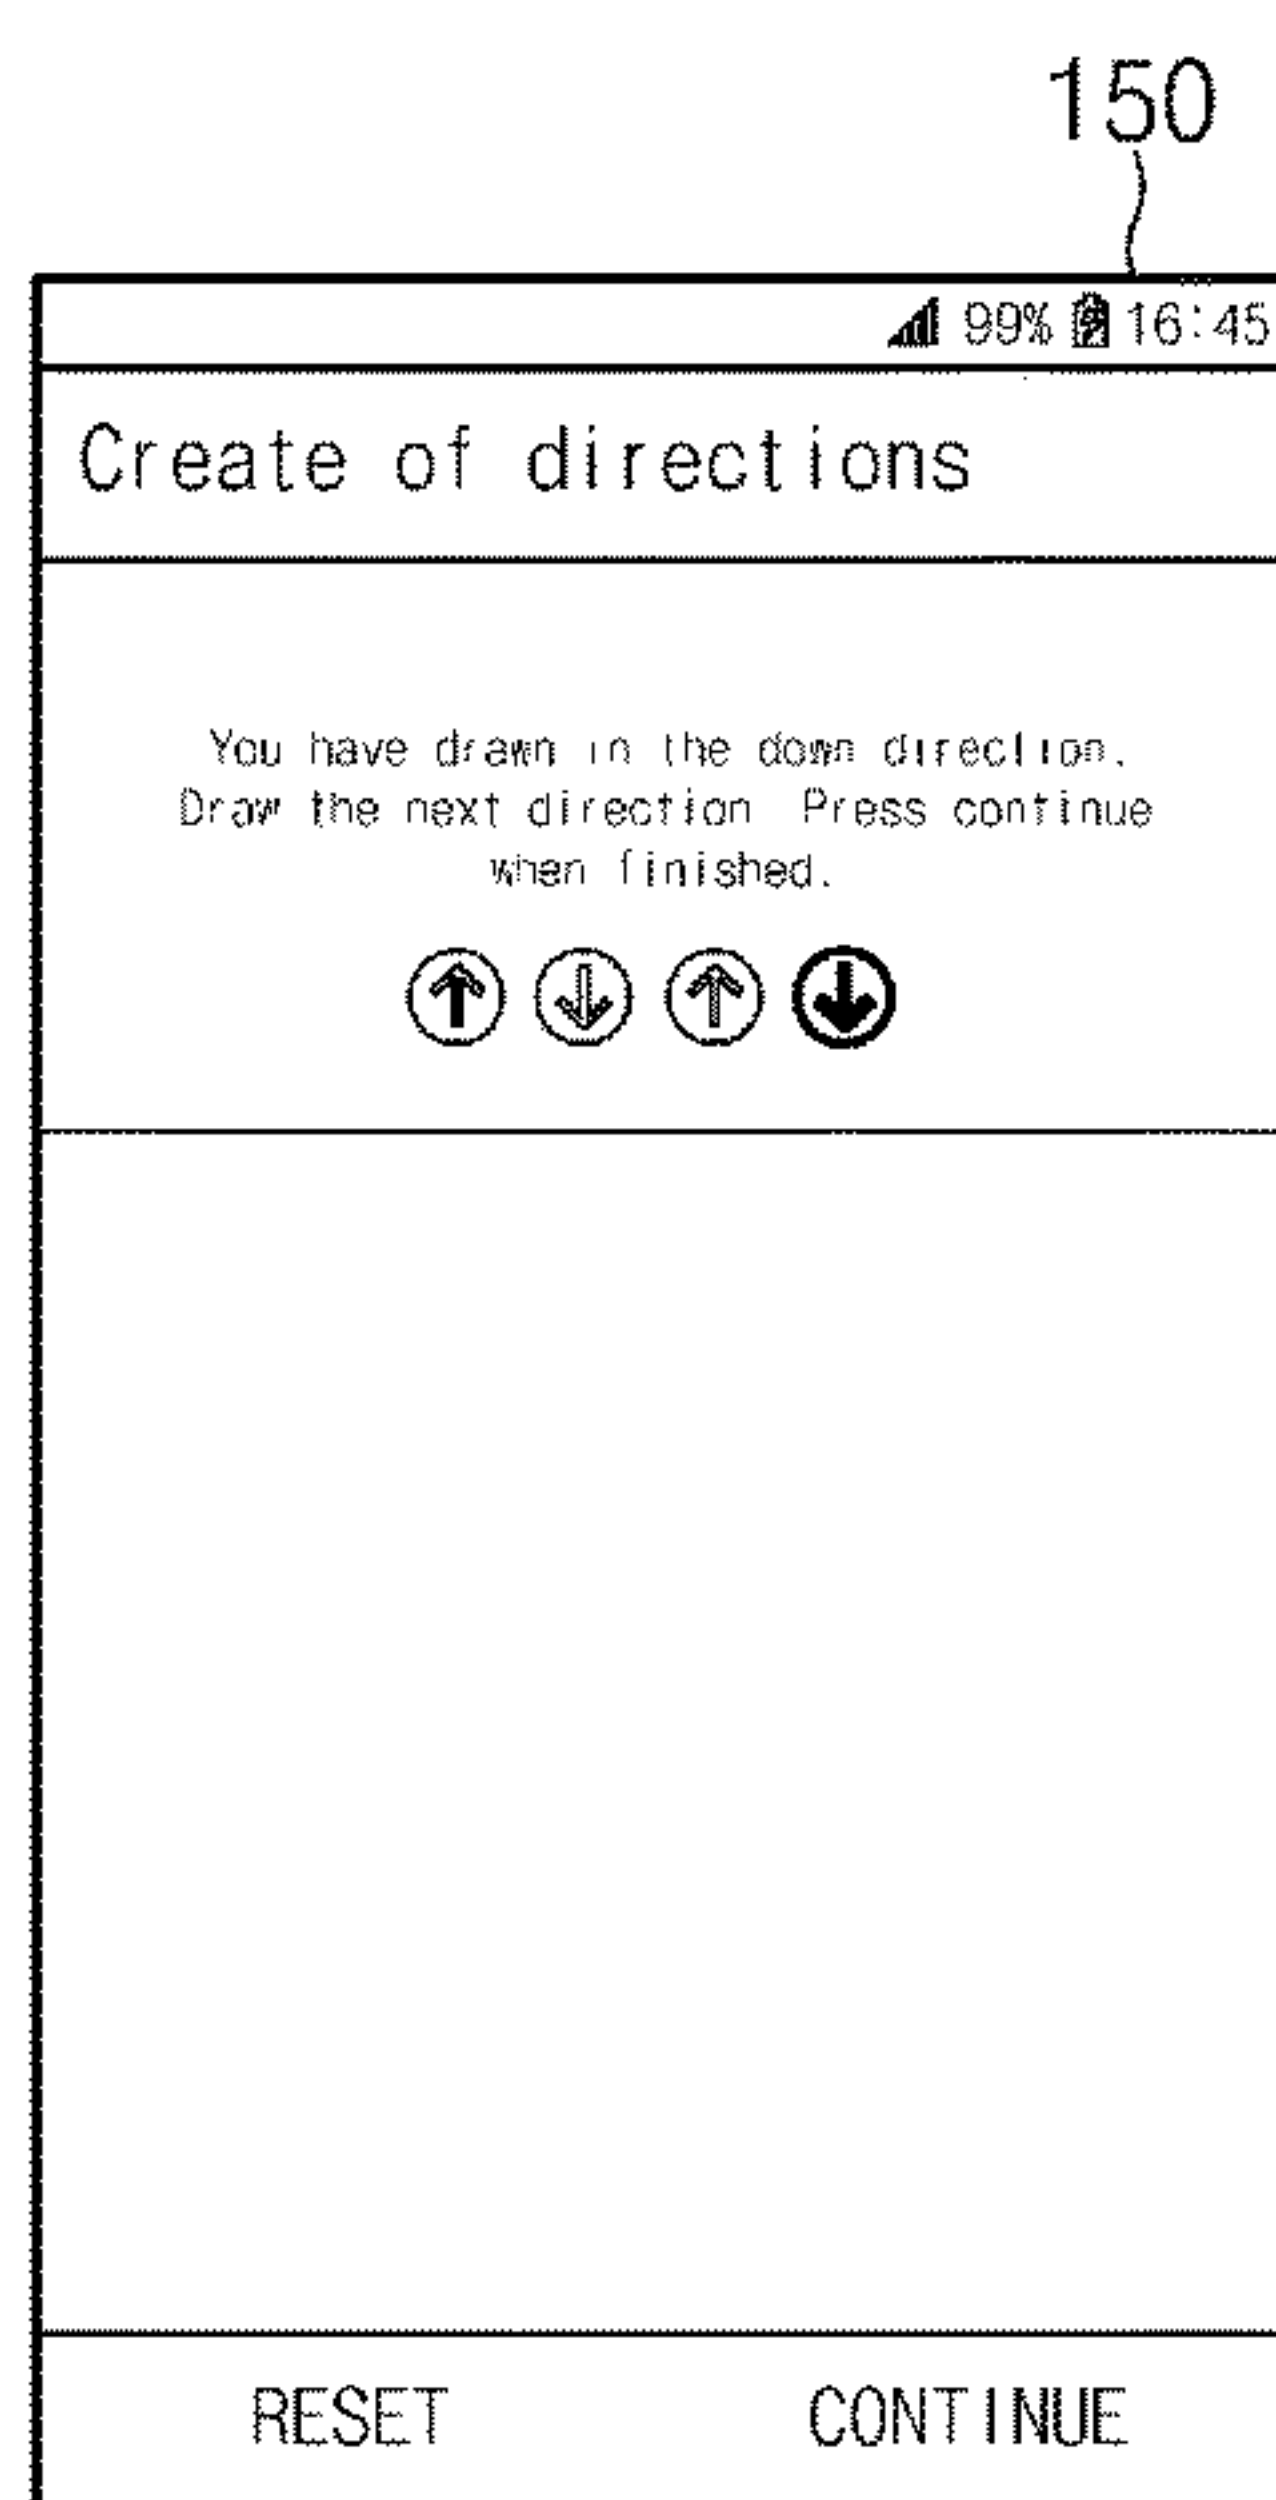 150
99% 16:45
Create of directions
You have drawn in the down direction.
Draw the next direction Press continue
when finished.
RESET CONTINUE